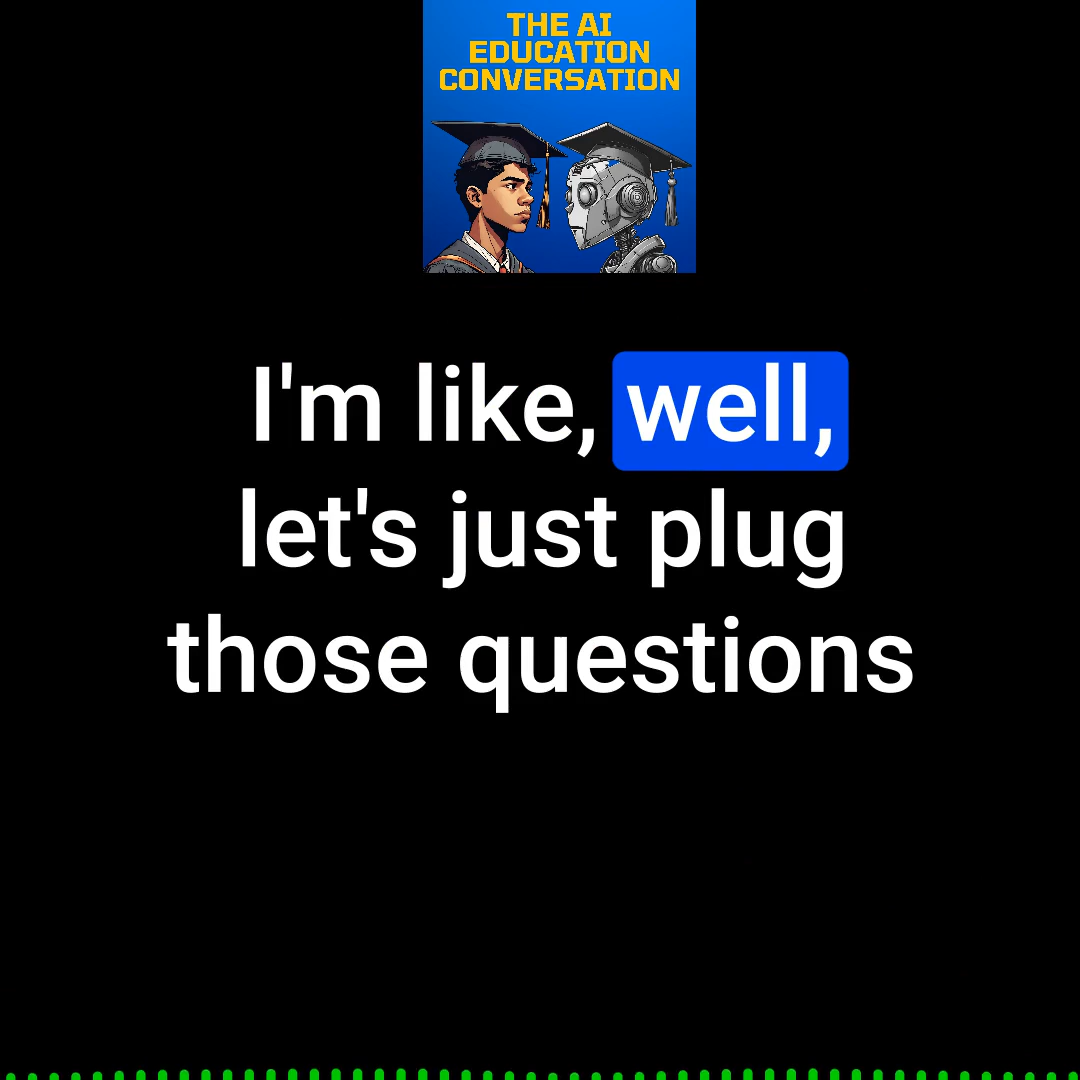 THE AI
EDUCATION
CONVERSATION
I'm like, well,
let's just plug
those questions